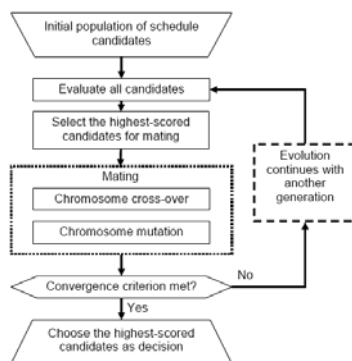 Initial population of schedule
candidates
Evaluate all candidates
Select the highest-scored
candidates for mating
Mating
Chromosome cross-over
Chromosome mutation
Evolution
continues with
another
generation
Convergence criterion met?
No
Yes
Choose the highest-scored
candidates as decision